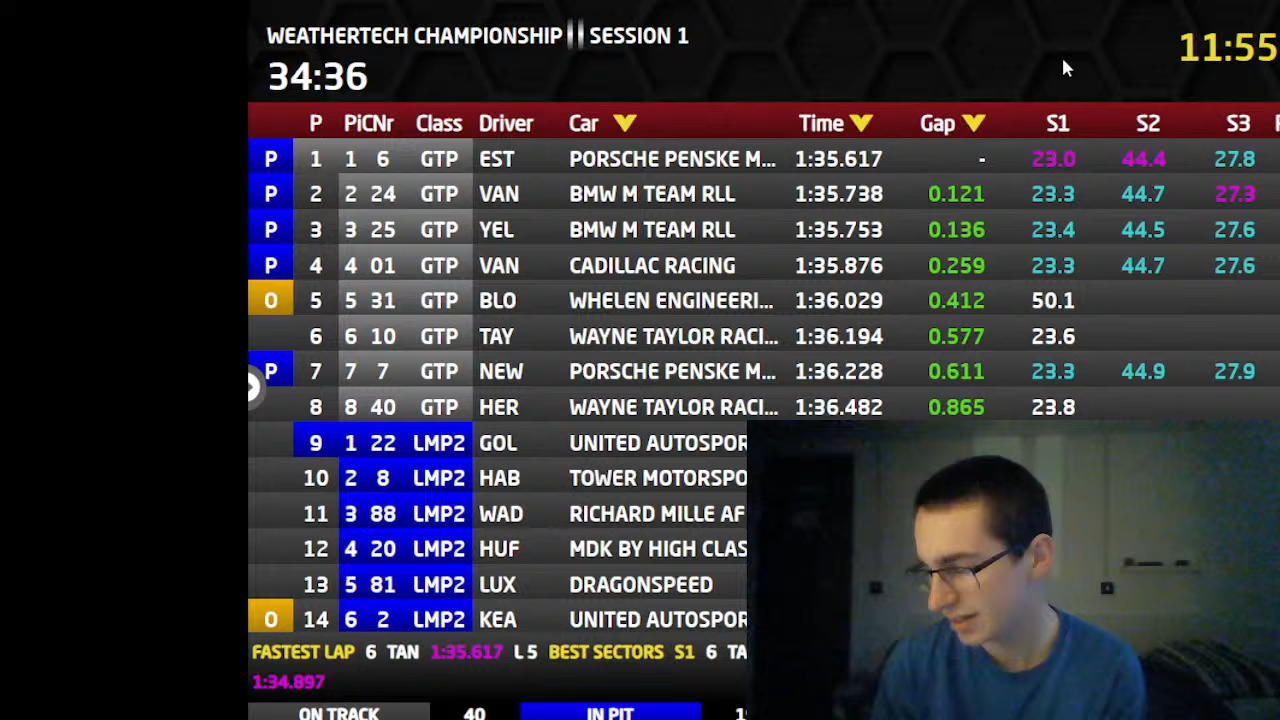 WEATHERTECH CHAMPIONSHIP || SESSION 1
11:55
34:36
P PiC Nr Class Driver Car Time Gap S1 S2 S3
P 1 1 6 GTP EST PORSCHE PENSKE M... 1:35.617 - 23.0 44.4 27.8
P 2 2 24 GTP VAN BMW M TEAM RLL 1:35.738 0.121 23.3 44.7 27.3
P 3 3 25 GTP YEL BMW M TEAM RLL 1:35.753 0.136 23.4 44.5 27.6
P 4 4 01 GTP VAN CADILLAC RACING 1:35.876 0.259 23.3 44.7 27.6
O 5 5 31 GTP BLO WHELEN ENGINEERI... 1:36.029 0.412 50.1
6 6 10 GTP TAY WAYNE TAYLOR RACI... 1:36.194 0.577 23.6
P 7 7 7 GTP NEW PORSCHE PENSKE M... 1:36.228 0.611 23.3 44.9 27.9
8 8 40 GTP HER WAYNE TAYLOR RACI... 1:36.482 0.865 23.8
9 1 22 LMP2 GOL UNITED AUTOSPOR
10 2 8 LMP2 HAB TOWER MOTORSPO
11 3 88 LMP2 WAD RICHARD MILLE AF
12 4 20 LMP2 HUF MDK BY HIGH CLAS
13 5 81 LMP2 LUX DRAGONSPEED
O 14 6 2 LMP2 KEA UNITED AUTOSPOR
FASTEST LAP 6 TAN 1:35.617 L 5 BEST SECTORS S1 6 TA
1:34.897
ON TRACK 40 IN PIT